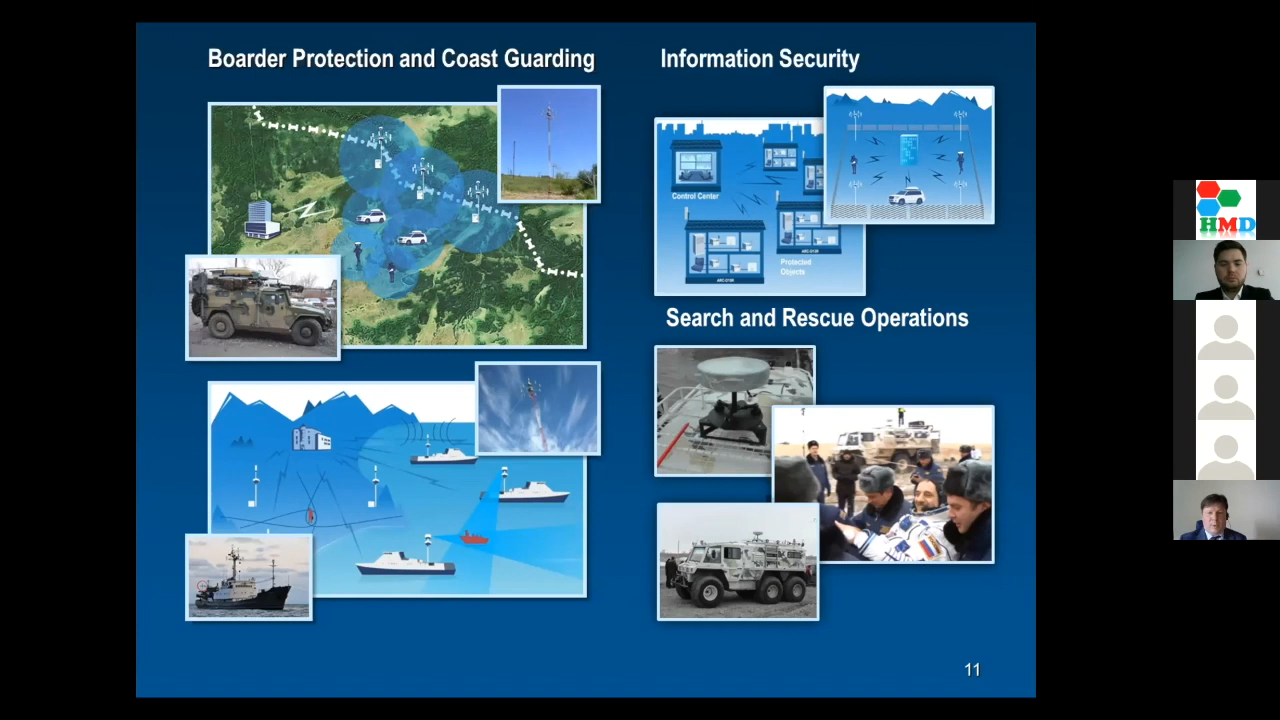 Boarder Protection and Coast Guarding
Information Security
Control Center
Protected
Objects
Search and Rescue Operations
11
HMD